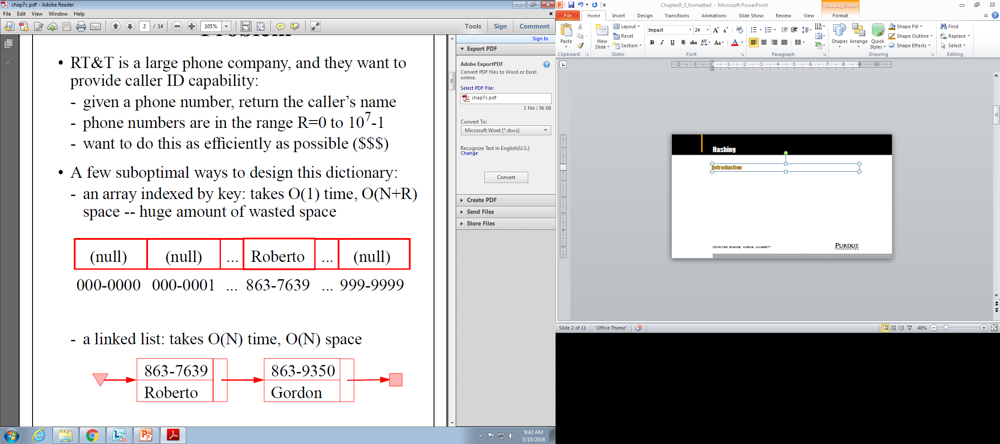 chap7c.pdf - Adobe Reader
File Edit View Window Help
2 / 14 105% Tools Sign Comment
• RT&T is a large phone company, and they want to
provide caller ID capability:
- given a phone number, return the caller’s name
- phone numbers are in the range R=0 to 10⁷-1
- want to do this as efficiently as possible ($$$)
• A few suboptimal ways to design this dictionary:
- an array indexed by key: takes O(1) time, O(N+R)
space -- huge amount of wasted space
(null) (null) ... Roberto ... (null)
000-0000 000-0001 ... 863-7639 ... 999-9999
- a linked list: takes O(N) time, O(N) space
863-7639 863-9350
Roberto Gordon
Sign In
Export PDF
Adobe ExportPDF
Convert PDF files to Word or Excel
online.
Select PDF File:
chap7c.pdf
1 file / 36 KB
Convert To:
Microsoft Word (*.docx)
Recognize Text in English(U.S.)
Change
Convert
Create PDF
Send Files
Store Files
9:42 AM
5/10/2018
Chapter9_3_formatted - Microsoft PowerPoint
Drawing Tools
File Home Insert Design Transitions Animations Slide Show Review View Format
Paste
Clipboard
New
Slide
Layout
Reset
Section
Slides
Impact 24
B I U S abc AV Aa A
Font
Paragraph
Shapes Arrange Quick
Styles
Shape Fill
Shape Outline
Shape Effects
Drawing
Find
Replace
Select
Editing
Hashing
Introduction
COMPUTER SCIENCE, PURDUE UNIVERSITY
PURDUE
UNIVERSITY
Slide 2 of 11 "Office Theme" 40%